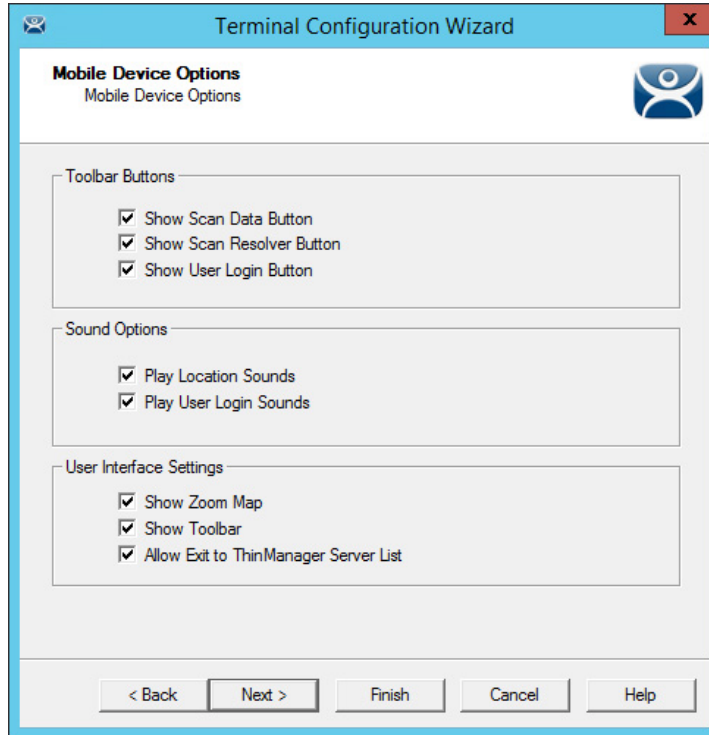 Terminal Configuration Wizard
x
Mobile Device Options
Mobile Device Options
Toolbar Buttons
Show Scan Data Button
Show Scan Resolver Button
Show User Login Button
Sound Options
Play Location Sounds
Play User Login Sounds
User Interface Settings
Show Zoom Map
Show Toolbar
Allow Exit to ThinManager Server List
< Back Next > Finish Cancel Help